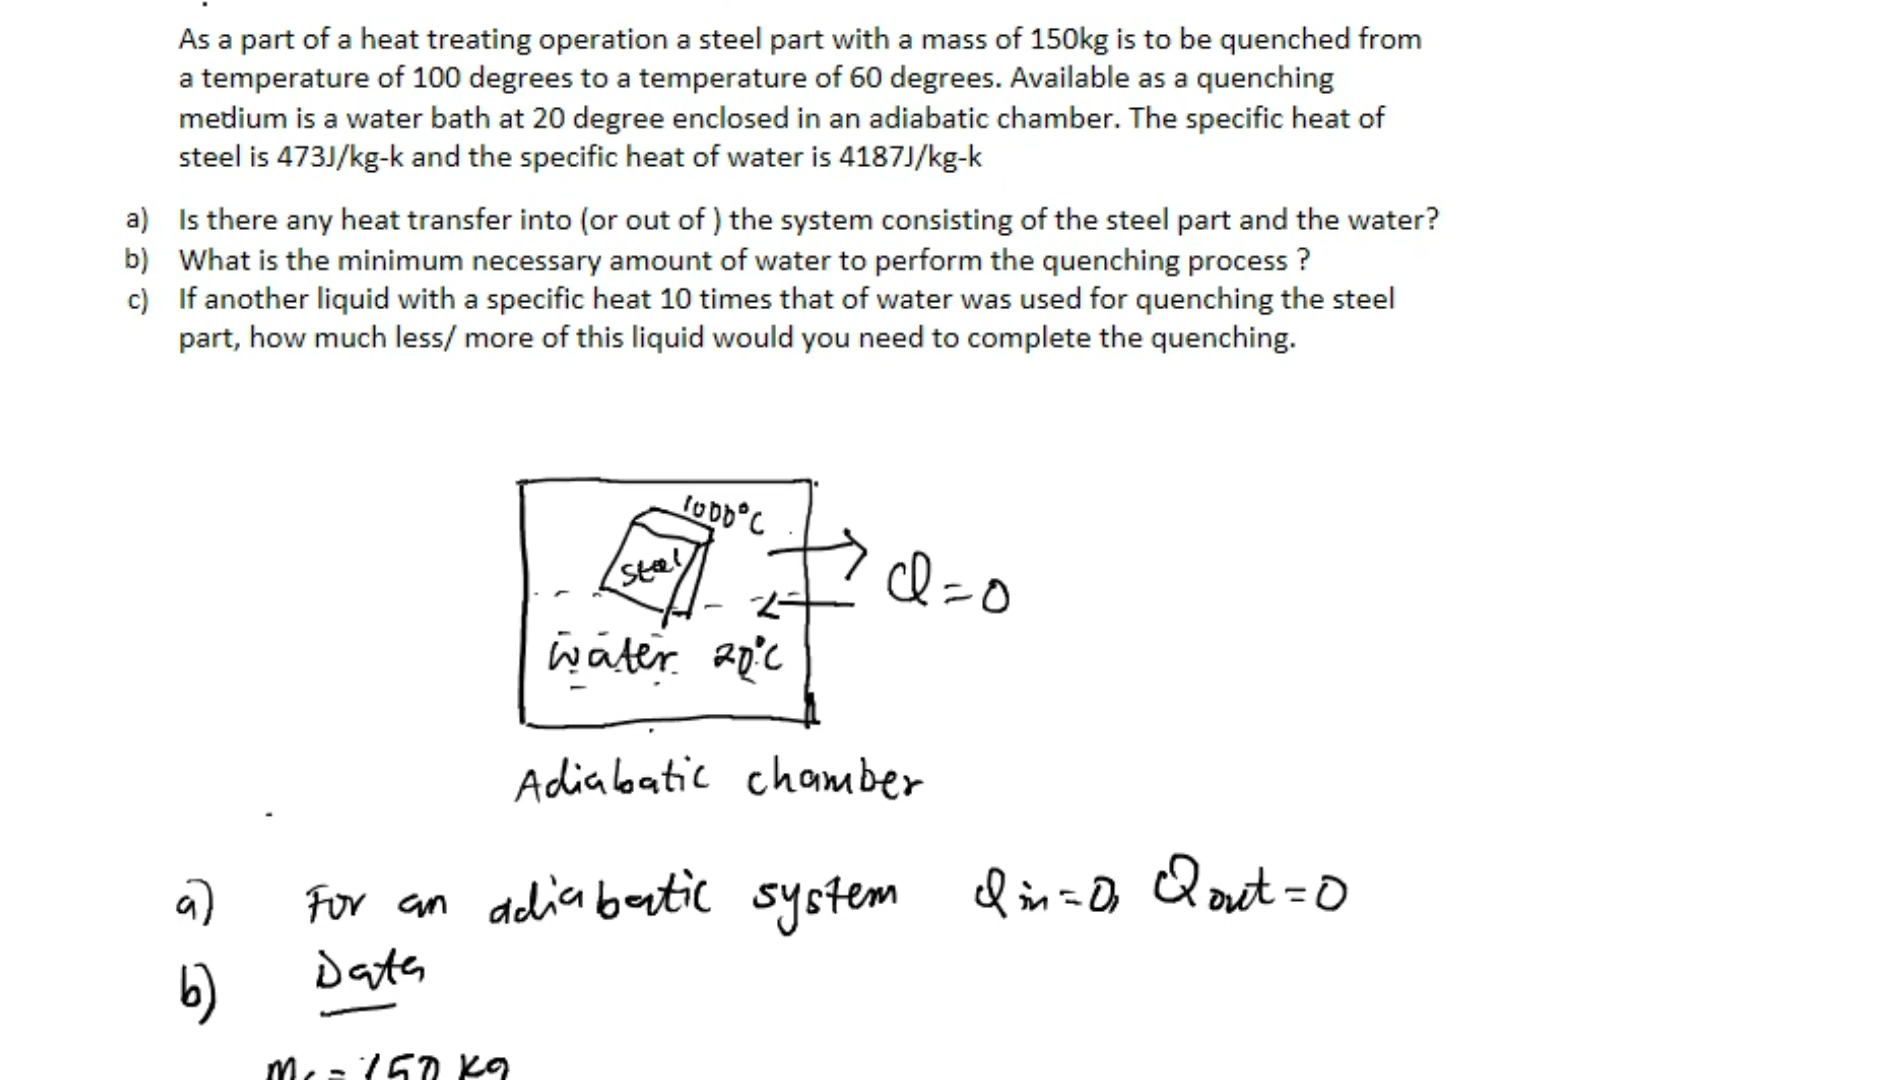 As a part of a heat treating operation a steel part with a mass of 150kg is to be quenched from
a temperature of 100 degrees to a temperature of 60 degrees. Available as a quenching
medium is a water bath at 20 degree enclosed in an adiabatic chamber. The specific heat of
steel is 473J/kg-k and the specific heat of water is 4187J/kg-k
a) Is there any heat transfer into (or out of ) the system consisting of the steel part and the water?
b) What is the minimum necessary amount of water to perform the quenching process ?
c) If another liquid with a specific heat 10 times that of water was used for quenching the steel
part, how much less/ more of this liquid would you need to complete the quenching.
1000°C
steel
Q=0
water 20°C
Adiabatic chamber
a) For an adiabatic system Qin=0, Qout=0
b) Data
= 150 kg